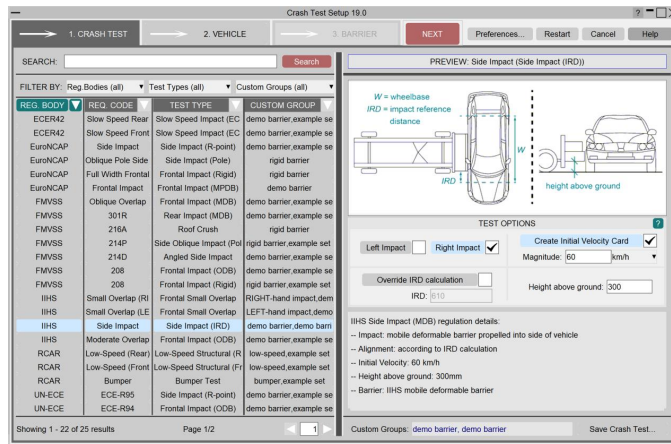 Crash Test Setup 19.0
?
1. CRASH TEST
2. VEHICLE
3. BARRIER
NEXT
Preferences...
Restart
Cancel
Help
SEARCH:
Search
FILTER BY: Reg.Bodies (all) Test Types (all) Custom Groups (all)
REG. BODY REQ. CODE TEST TYPE CUSTOM GROUP
ECER42 Slow Speed Rear Slow Speed Impact (EC demo barrier,example se
ECER42 Slow Speed Front Slow Speed Impact (EC demo barrier,example se
EuroNCAP Side Impact Side Impact (R-point) demo barrier,example se
EuroNCAP Oblique Pole Side Side Impact (Pole) rigid barrier
EuroNCAP Full Width Frontal Frontal Impact (Rigid) rigid barrier
EuroNCAP Frontal Impact Frontal Impact (MPDB) demo barrier
FMVSS Oblique Overlap Frontal Impact (MDB) demo barrier,example se
FMVSS 301R Rear Impact (MDB) demo barrier,example se
FMVSS 216A Roof Crush rigid barrier
FMVSS 214P Side Oblique Impact (Pol rigid barrier,example set
FMVSS 214D Angled Side Impact demo barrier,example se
FMVSS 208 Frontal Impact (ODB) demo barrier,example se
FMVSS 208 Frontal Impact (Rigid) rigid barrier,example set
IIHS Small Overlap (RI Frontal Small Overlap RIGHT-hand impact,dem
IIHS Small Overlap (LE Frontal Small Overlap LEFT-hand impact,demo
IIHS Side Impact Side Impact (IRD) demo barrier,demo barri
IIHS Moderate Overlap Frontal Impact (ODB) demo barrier,example se
RCAR Low-Speed (Rear) Low-Speed Structural (R low-speed,example set
RCAR Low-Speed (Front Low-Speed Structural (Fr low-speed,example set
RCAR Bumper Bumper Test bumper,example set
UN-ECE ECE-R95 Side Impact (R-point) demo barrier,example se
UN-ECE ECE-R94 Frontal Impact (ODB) demo barrier,example se
Showing 1 - 22 of 25 results
Page 1/2
1
PREVIEW: Side Impact (Side Impact (IRD))
W = wheelbase
IRD = impact reference
distance
W
IRD
height above ground
TEST OPTIONS
?
Left Impact
Right Impact
Create Initial Velocity Card
Magnitude: 60 km/h
Override IRD calculation
IRD: 610
Height above ground: 300
IIHS Side Impact (MDB) regulation details:
-- Impact: mobile deformable barrier propelled into side of vehicle
-- Alignment: according to IRD calculation
-- Initial Velocity: 60 km/h
-- Height above ground: 300mm
-- Barrier: IIHS mobile deformable barrier
Custom Groups: demo barrier, demo barrier
Save Crash Test...